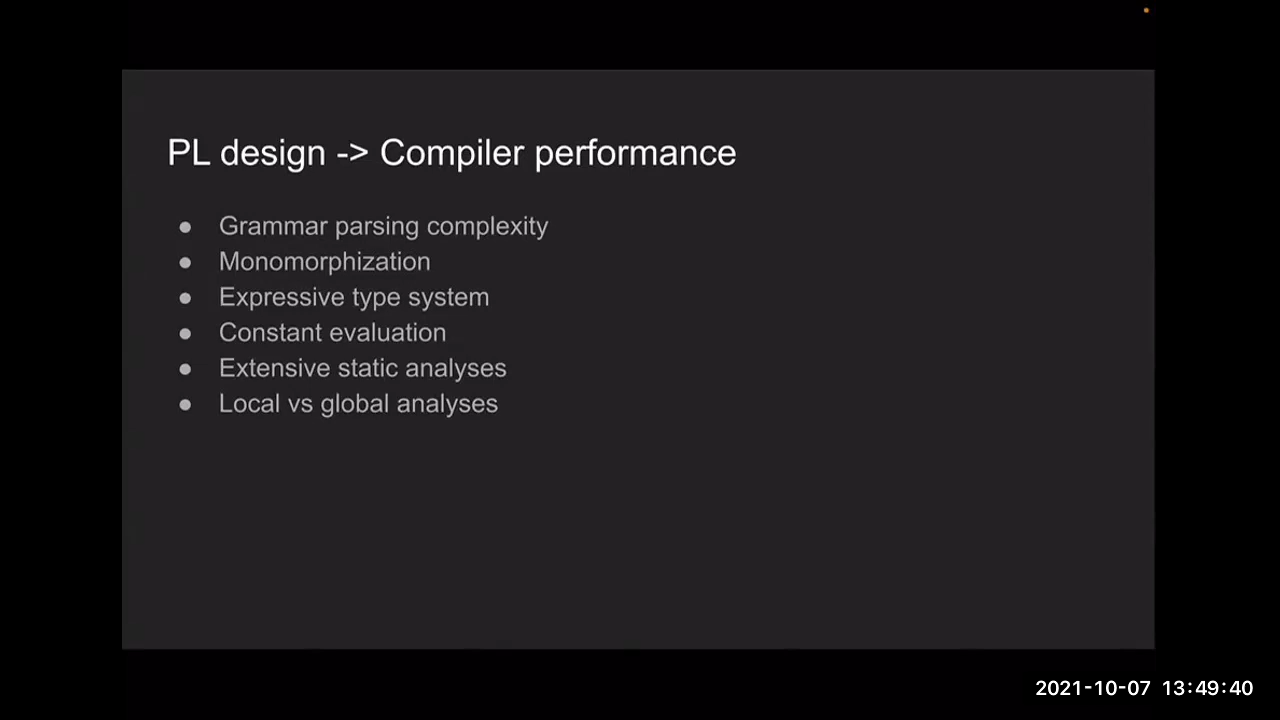 PL design -> Compiler performance
● Grammar parsing complexity
● Monomorphization
● Expressive type system
● Constant evaluation
● Extensive static analyses
● Local vs global analyses
2021-10-07 13:49:40